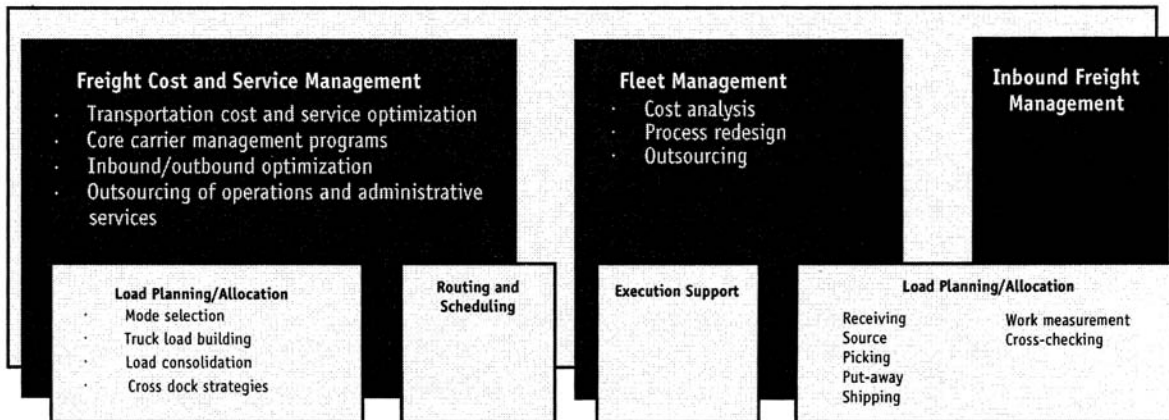 Freight Cost and Service Management
· Transportation cost and service optimization
· Core carrier management programs
· Inbound/outbound optimization
· Outsourcing of operations and administrative
services
Fleet Management
· Cost analysis
· Process redesign
· Outsourcing
Inbound Freight
Management
Load Planning/Allocation
· Mode selection
· Truck load building
· Load consolidation
· Cross dock strategies
Routing and
Scheduling
Execution Support
Load Planning/Allocation
Receiving
Source
Picking
Put-away
Shipping
Work measurement
Cross-checking